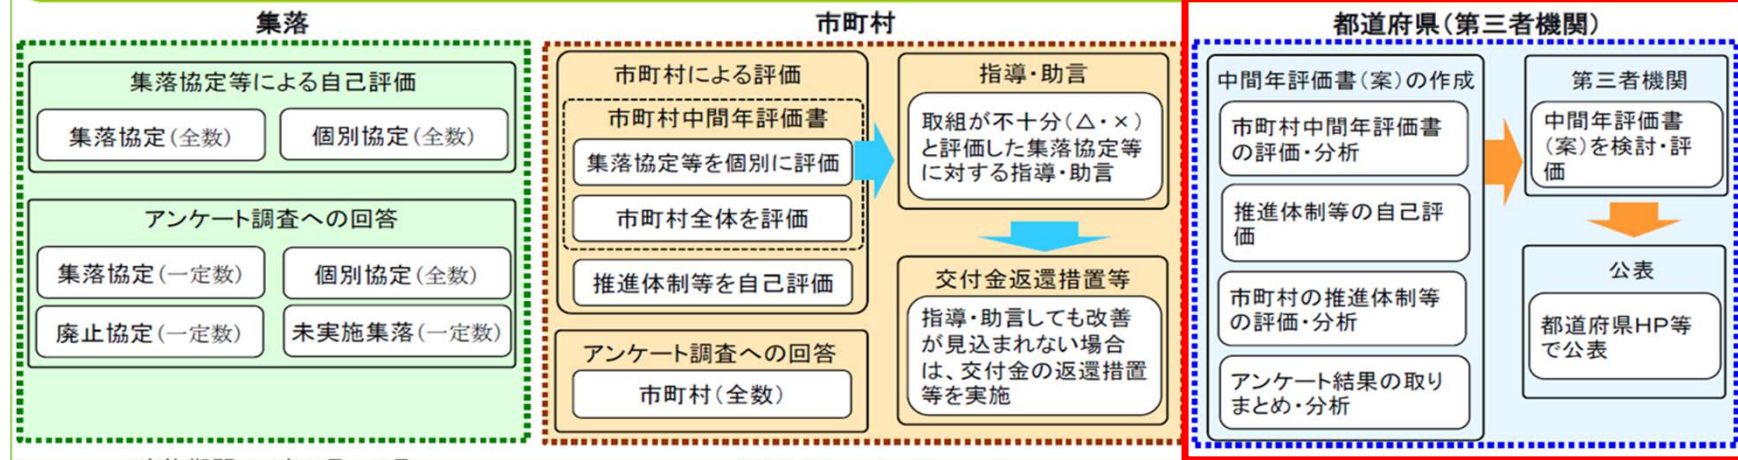 集落
集落協定等による自己評価
集落協定(全数)
個別協定(全数)
アンケート調査への回答
集落協定(一定数)
個別協定(全数)
廃止協定(一定数)
未実施集落(一定数)
市町村
市町村による評価
市町村中間年評価書
集落協定等を個別に評価
市町村全体を評価
推進体制等を自己評価
アンケート調査への回答
市町村(全数)
指導・助言
取組が不十分(△・×)
と評価した集落協定等
に対する指導・助言
交付金返還措置等
指導・助言しても改善
が見込まれない場合
は、交付金の返還措置
等を実施
都道府県(第三者機関)
中間年評価書(案)の作成
市町村中間年評価書
の評価・分析
推進体制等の自己評
価
市町村の推進体制等
の評価・分析
アンケート結果の取り
まとめ・分析
第三者機関
中間年評価書
(案)を検討・評
価
公表
都道府県HP等
で公表